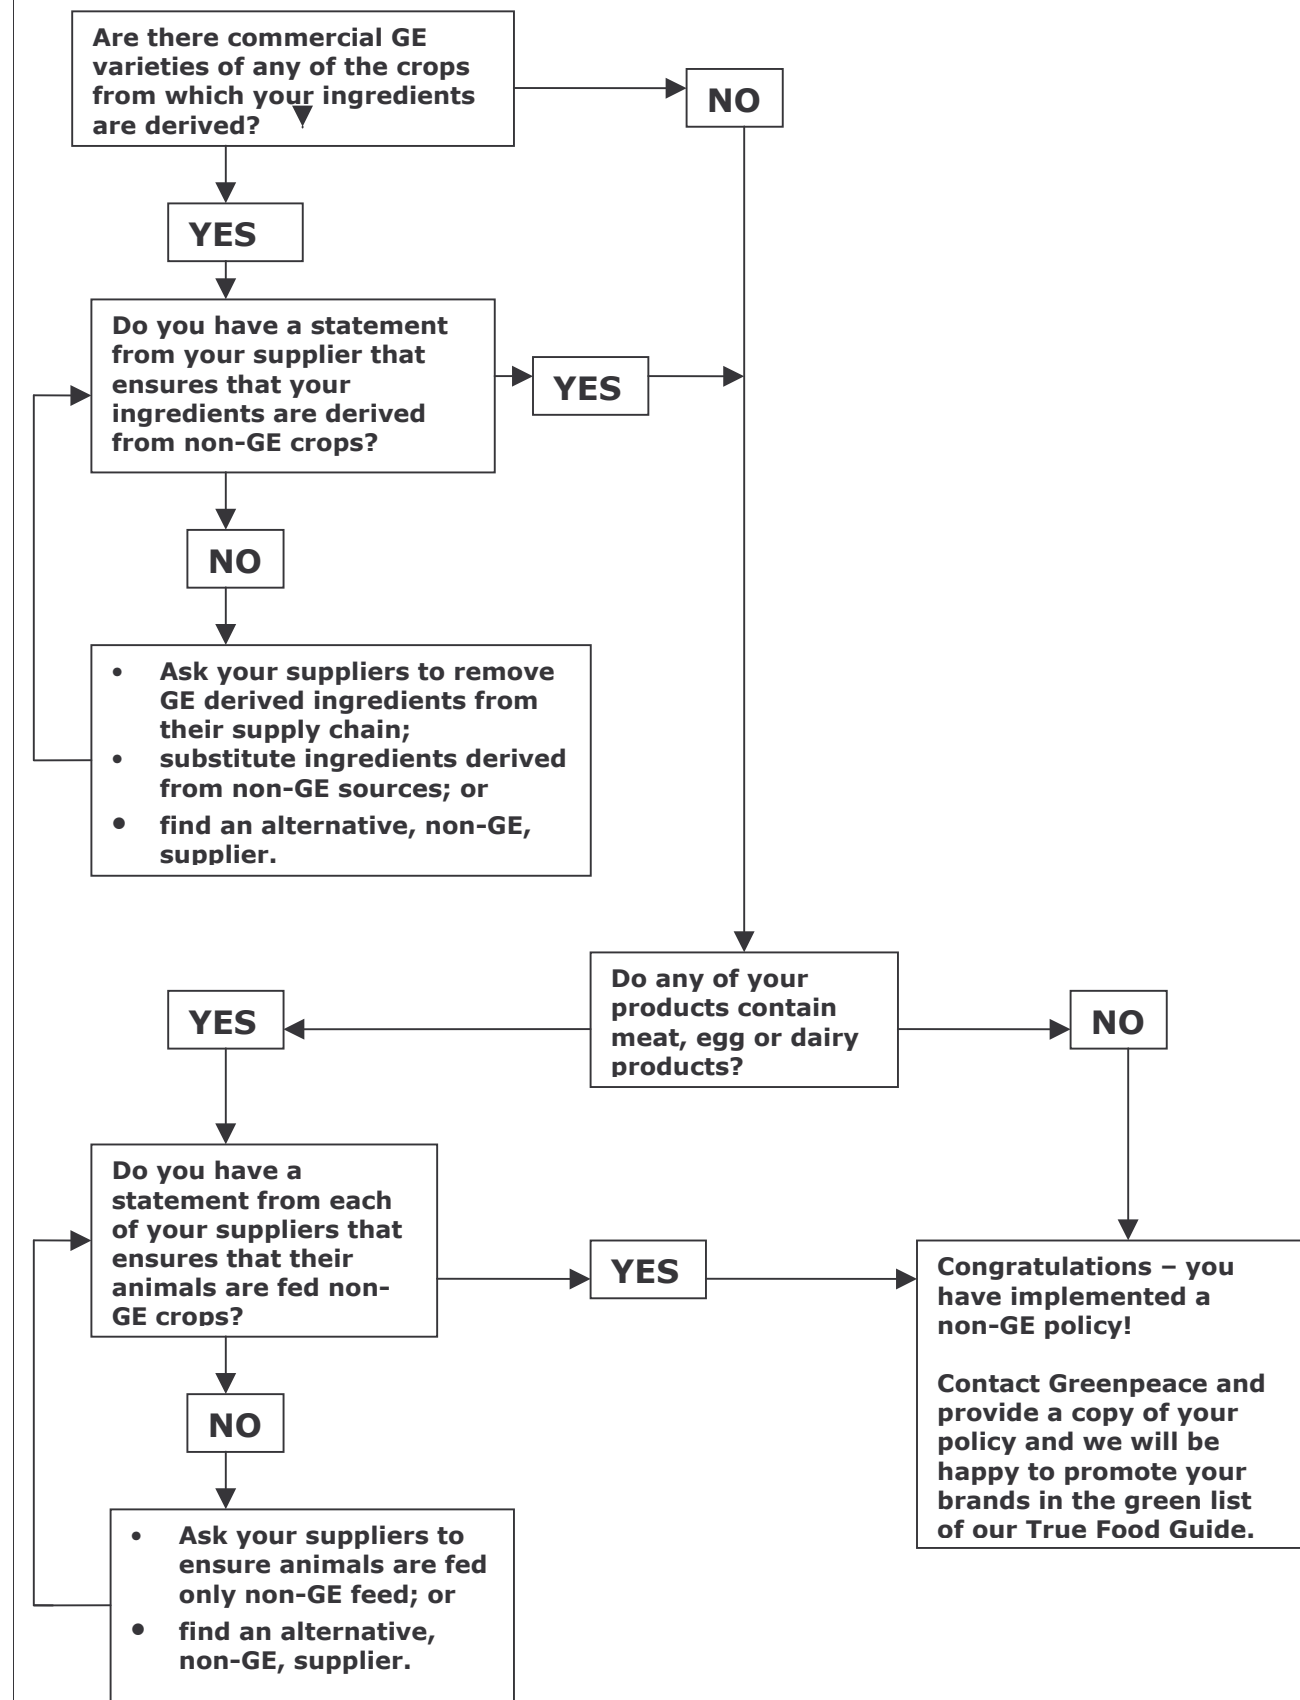 Are there commercial GE
varieties of any of the crops
from which your ingredients
are derived?
NO
YES
Do you have a statement
from your supplier that
ensures that your
ingredients are derived
from non-GE crops?
YES
NO
• Ask your suppliers to remove
GE derived ingredients from
their supply chain;
• substitute ingredients derived
from non-GE sources; or
• find an alternative, non-GE,
supplier.
Do any of your
products contain
meat, egg or dairy
products?
YES
NO
Do you have a
statement from each
of your suppliers that
ensures that their
animals are fed non-
GE crops?
YES
Congratulations – you
have implemented a
non-GE policy!
Contact Greenpeace and
provide a copy of your
policy and we will be
happy to promote your
brands in the green list
of our True Food Guide.
NO
• Ask your suppliers to
ensure animals are fed
only non-GE feed; or
• find an alternative,
non-GE, supplier.